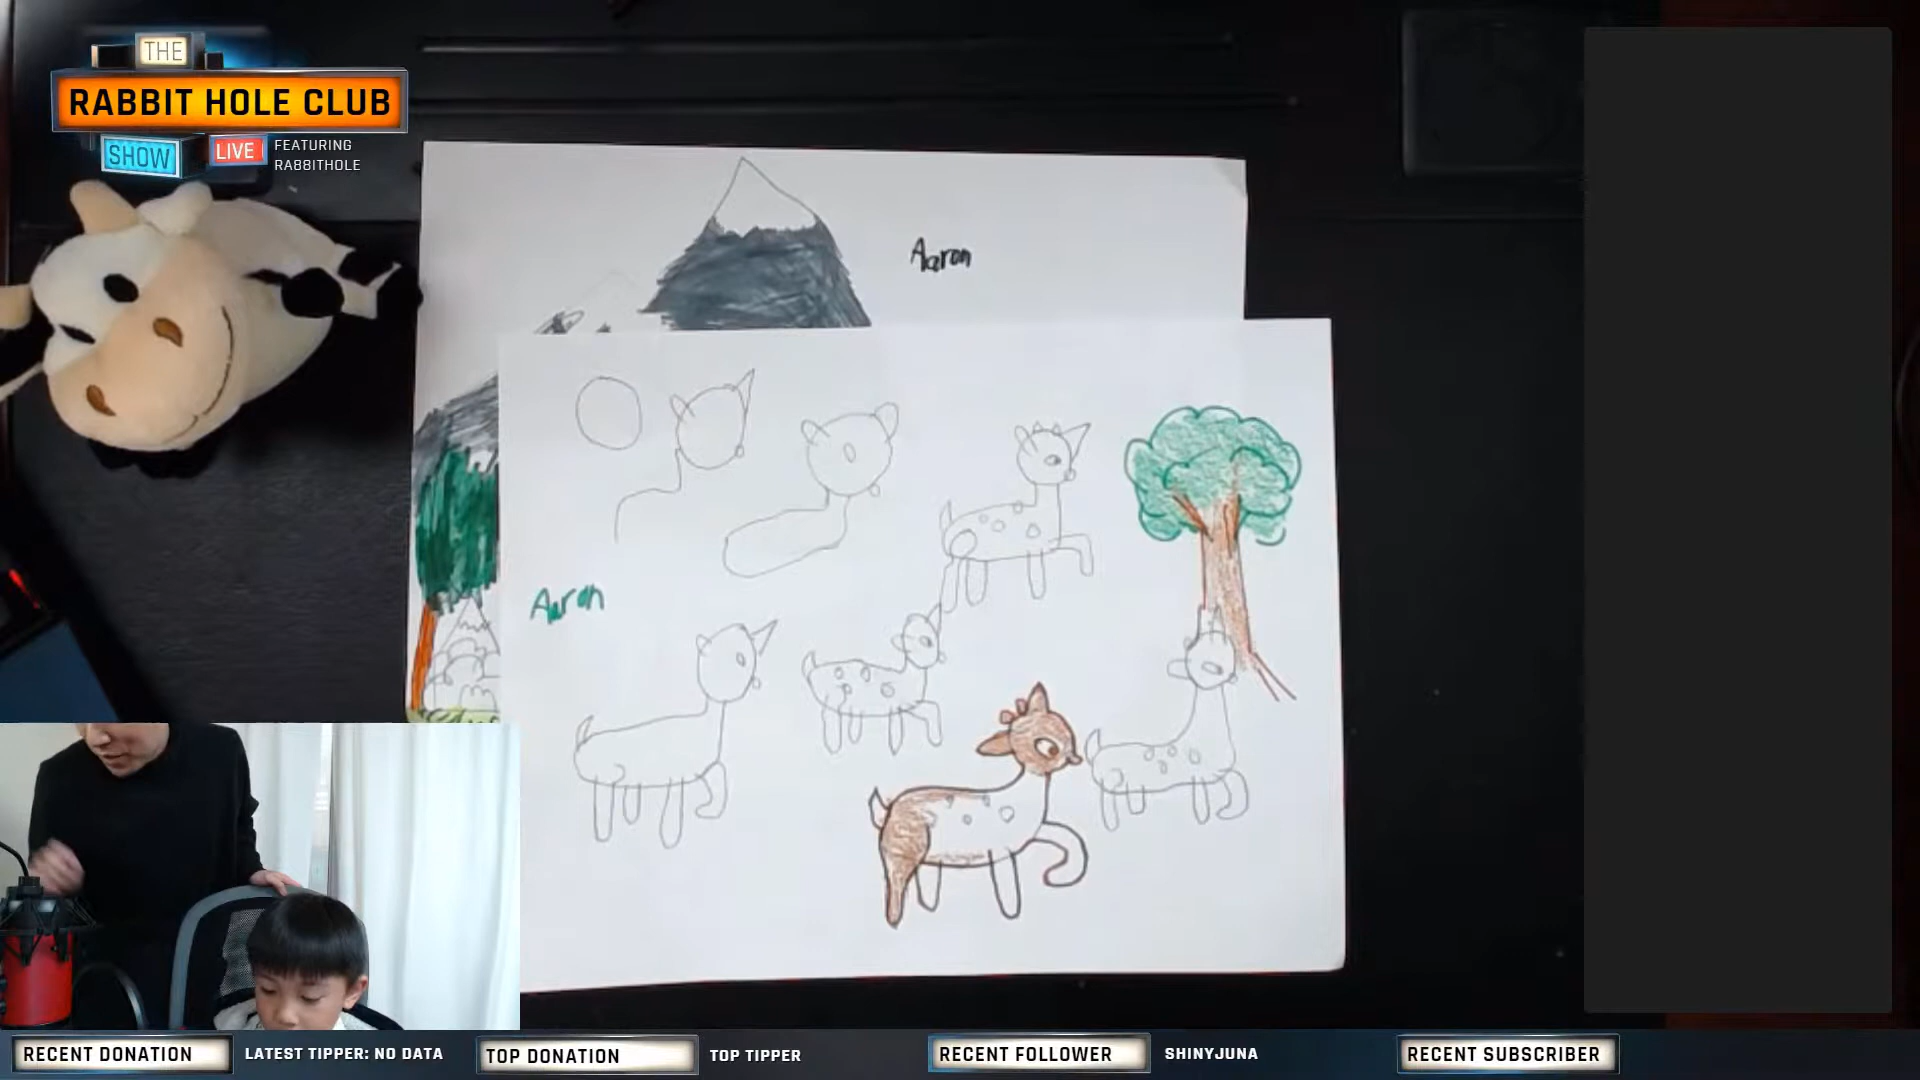 THE
RABBIT HOLE CLUB
SHOW
LIVE
FEATURING
RABBITHOLE
Aaron
Aaron
RECENT DONATION
LATEST TIPPER: NO DATA
TOP DONATION
TOP TIPPER
RECENT FOLLOWER
SHINYJUNA
RECENT SUBSCRIBER